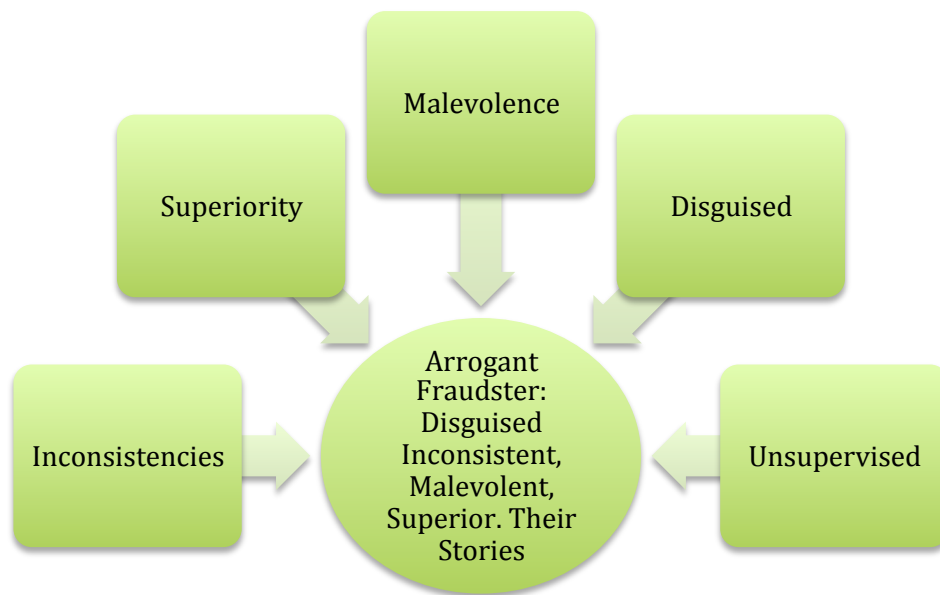 Malevolence
Superiority
Disguised
Inconsistencies
Arrogant
Fraudster:
Disguised
Inconsistent,
Malevolent,
Superior. Their
Stories
Unsupervised